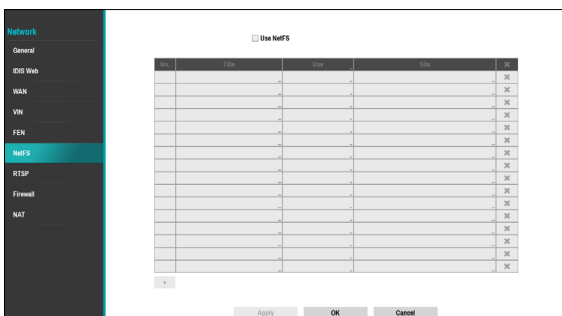 Network
General
IDIS Web
WAN
VIN
FEN
NetFS
RTSP
Firewall
NAT
Use NetFS
No. Title Use Site X
+
Apply OK Cancel